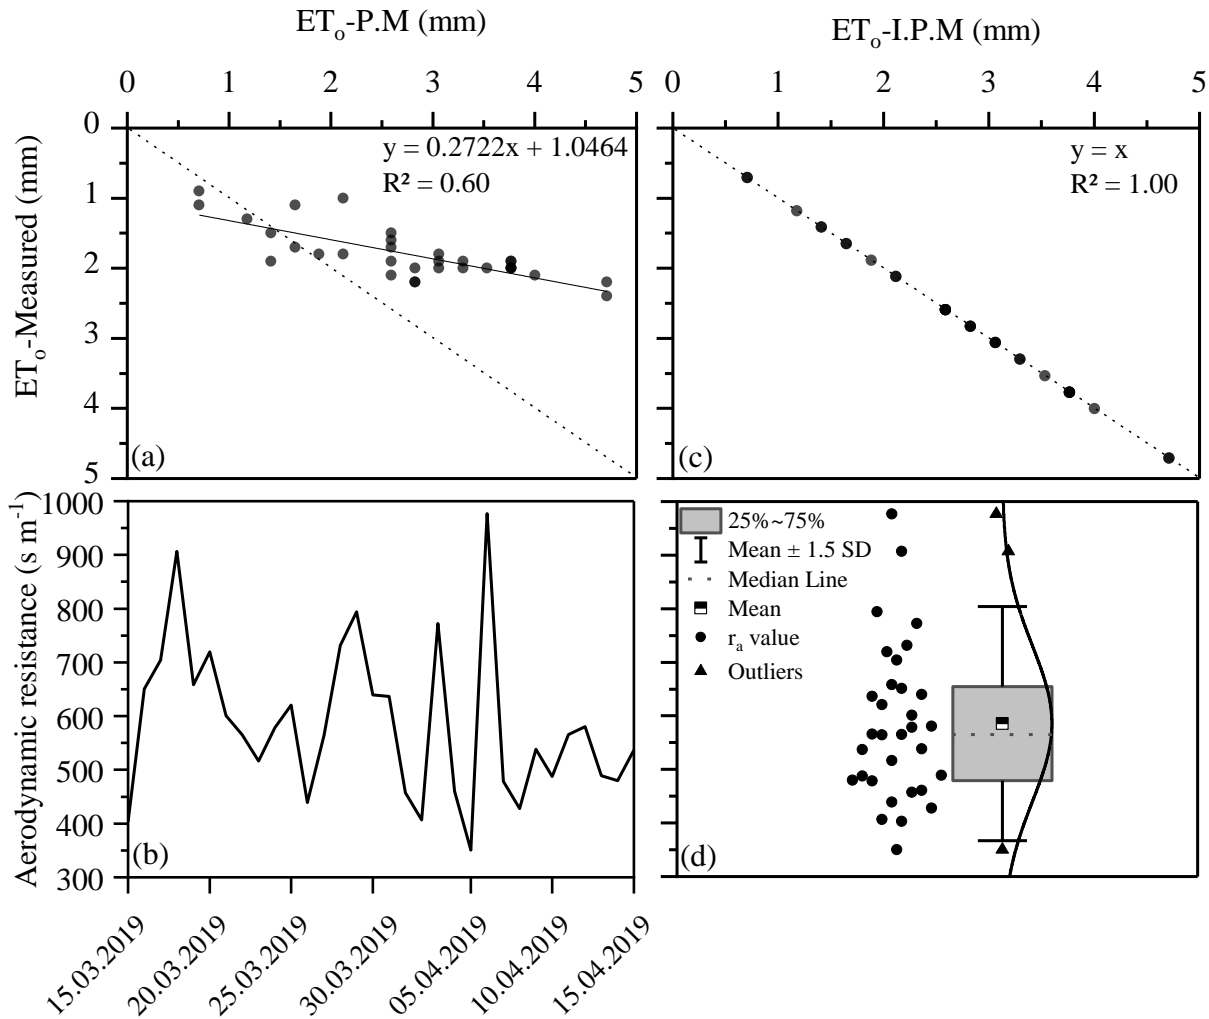 ETo-P.M (mm)
0 1 2 3 4 5
ETo-Measured (mm)
0
1
2
3
4
5
y = 0.2722x + 1.0464
R² = 0.60
(a)
ETo-I.P.M (mm)
0 1 2 3 4 5
y = x
R² = 1.00
(c)
Aerodynamic resistance (s m-1)
1000
900
800
700
600
500
400
300
(b)
15.03.2019
20.03.2019
25.03.2019
30.03.2019
05.04.2019
10.04.2019
15.04.2019
25%~75%
Mean ± 1.5 SD
Median Line
Mean
ra value
Outliers
(d)